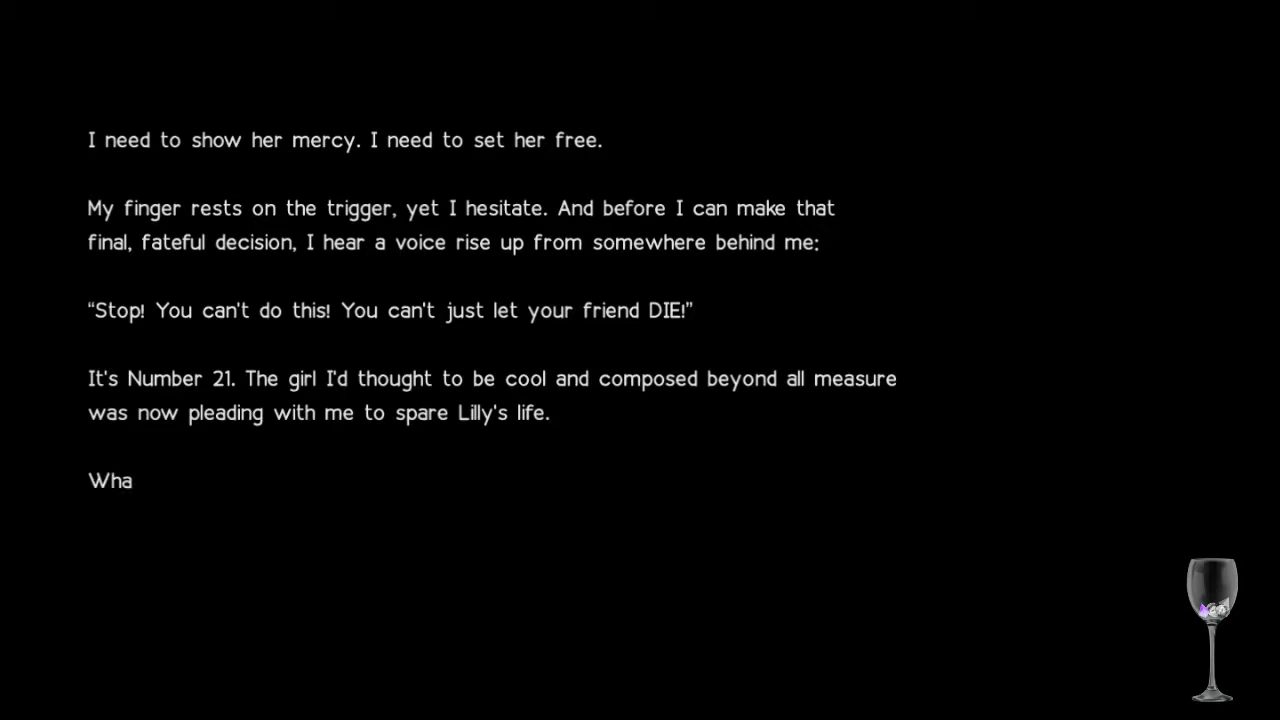 I need to show her mercy. I need to set her free.
My finger rests on the trigger, yet I hesitate. And before I can make that
final, fateful decision, I hear a voice rise up from somewhere behind me:
“Stop! You can't do this! You can't just let your friend DIE!”
It's Number 21. The girl I'd thought to be cool and composed beyond all measure
was now pleading with me to spare Lilly's life.
Wha